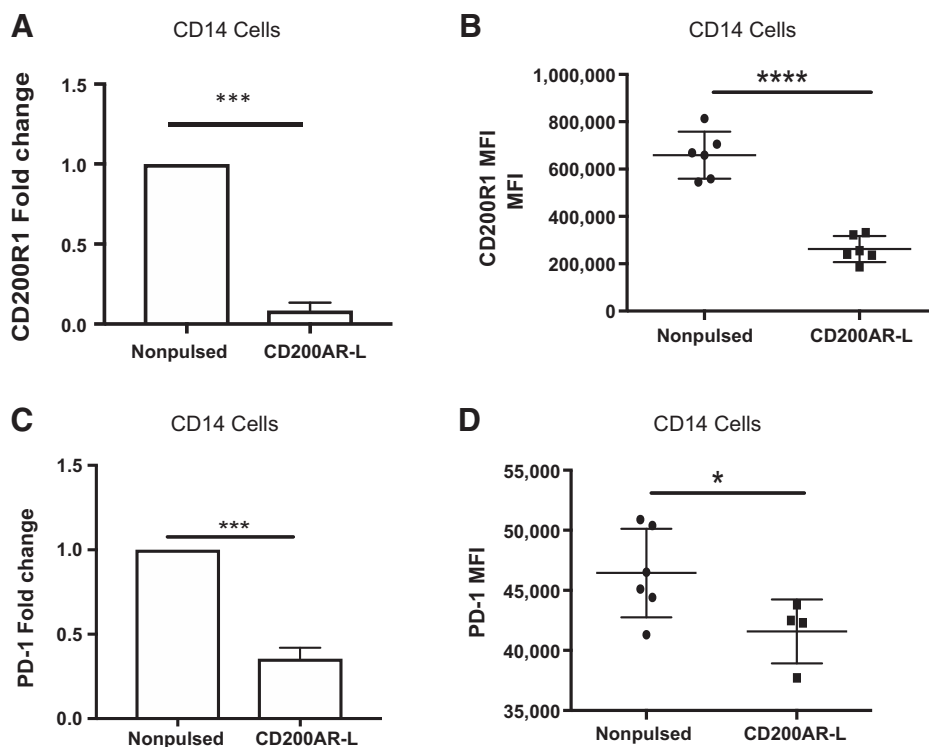 A
CD14 Cells
CD200R1 Fold change
1.5
1.0
0.5
0.0
***
Nonpulsed
CD200AR-L
B
CD14 Cells
CD200R1 MFI
MFI
1,000,000
800,000
600,000
400,000
200,000
0
****
Nonpulsed
CD200AR-L
C
CD14 Cells
PD-1 Fold change
1.5
1.0
0.5
0.0
***
Nonpulsed
CD200AR-L
D
CD14 Cells
PD-1 MFI
55,000
50,000
45,000
40,000
35,000
*
Nonpulsed
CD200AR-L